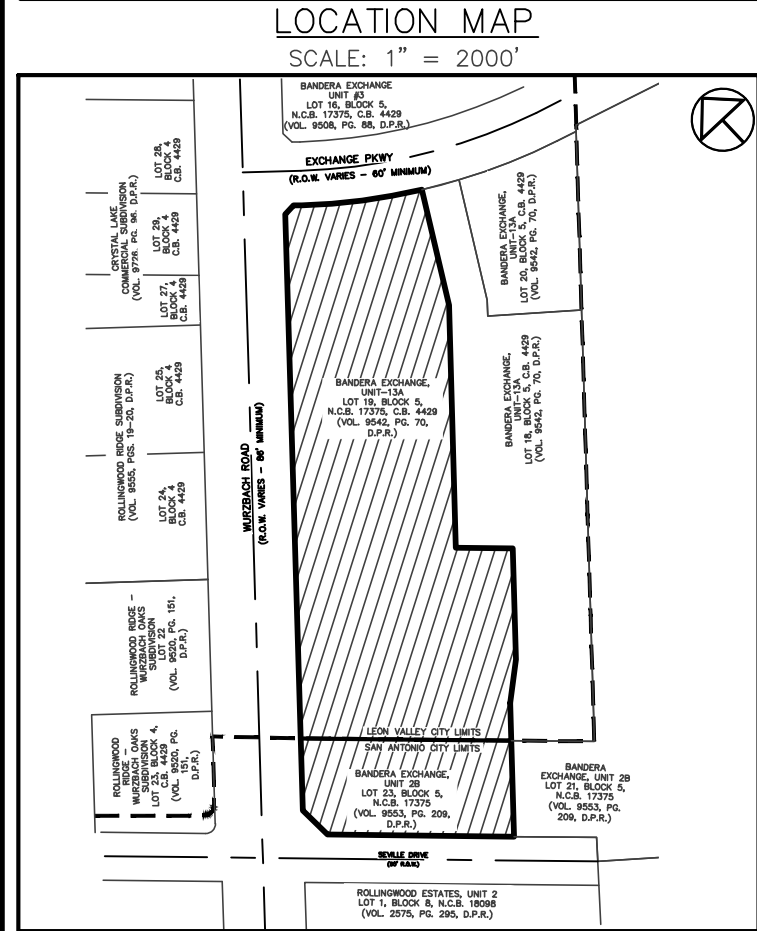 LOCATION MAP
SCALE: 1" = 2000'
BANDERA EXCHANGE
UNIT #3
LOT 16, BLOCK 5,
N.C.B. 17375, C.B. 4429
(VOL. 9508, PG. 88, D.P.R.)
EXCHANGE PKWY
(R.O.W. VARIES - 60' MINIMUM)
LOT 28,
BLOCK 4
C.B. 4429
CRYSTAL LAKE
COMMERCIAL SUBDIVISION
(VOL. 9728, PG. 96, D.P.R.)
LOT 29,
BLOCK 4
C.B. 4429
LOT 27,
BLOCK 4
C.B. 4429
BANDERA EXCHANGE,
UNIT-13A
LOT 20, BLOCK 5, C.B. 4429
(VOL. 9542, PG. 70, D.P.R.)
ROLLINGWOOD RIDGE SUBDIVISION
(VOL. 9555, PGS. 19-20, D.P.R.)
LOT 25,
BLOCK 4
C.B. 4429
LOT 24,
BLOCK 4
C.B. 4429
WURZBACH ROAD
(R.O.W. VARIES - 86' MINIMUM)
BANDERA EXCHANGE,
UNIT-13A
LOT 19, BLOCK 5,
N.C.B. 17375, C.B. 4429
(VOL. 9542, PG. 70,
D.P.R.)
BANDERA EXCHANGE,
UNIT-13A
LOT 18, BLOCK 5, C.B. 4429
(VOL. 9542, PG. 70, D.P.R.)
ROLLINGWOOD RIDGE -
WURZBACH OAKS
SUBDIVISION
LOT 22
(VOL. 9520, PG. 151,
D.P.R.)
ROLLINGWOOD
RIDGE -
WURZBACH OAKS
SUBDIVISION
LOT 23, BLOCK 4,
C.B. 4429
(VOL. 9520, PG.
151,
D.P.R.)
LEON VALLEY CITY LIMITS
SAN ANTONIO CITY LIMITS
BANDERA EXCHANGE,
UNIT 2B
LOT 23, BLOCK 5,
N.C.B. 17375
(VOL. 9553, PG. 209,
D.P.R.)
BANDERA
EXCHANGE, UNIT 2B
LOT 21, BLOCK 5,
N.C.B. 17375
(VOL. 9553, PG.
209, D.P.R.)
SEVILLE DRIVE
ROLLINGWOOD ESTATES, UNIT 2
LOT 1, BLOCK 8, N.C.B. 18098
(VOL. 2575, PG. 295, D.P.R.)